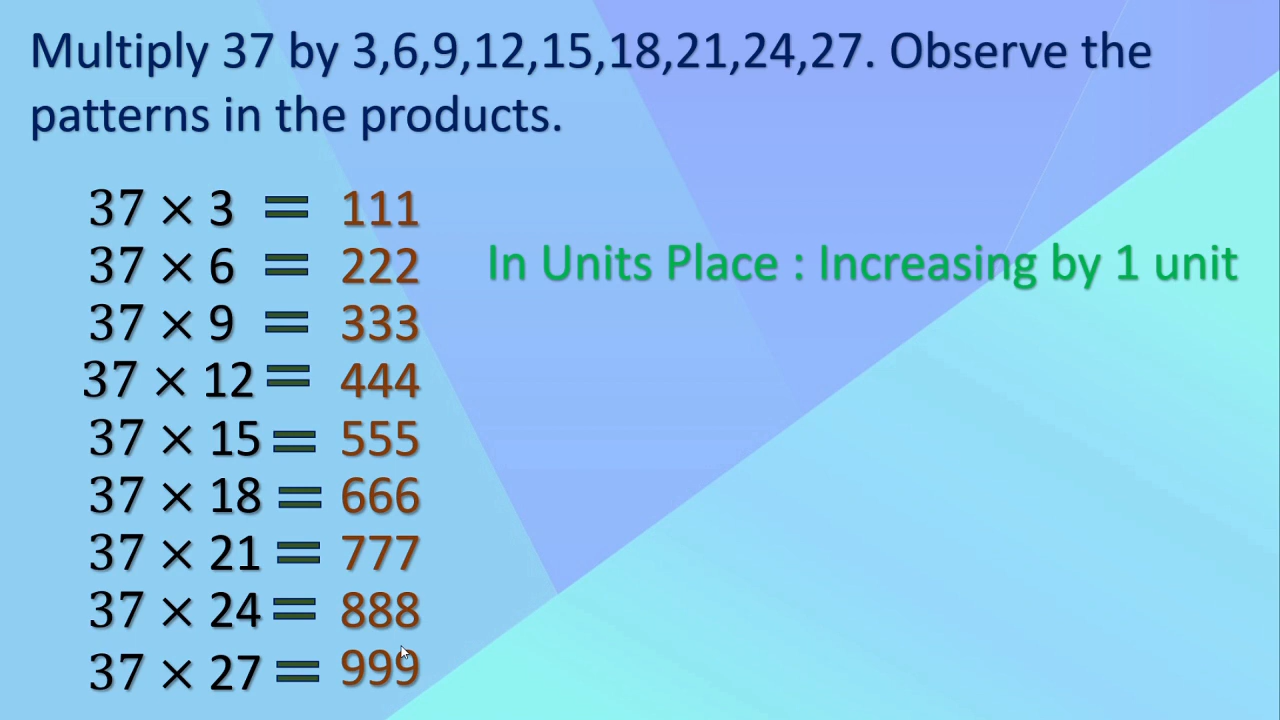 Multiply 37 by 3,6,9,12,15,18,21,24,27. Observe the
patterns in the products.
37 × 3 = 111
37 × 6 = 222
In Units Place : Increasing by 1 unit
37 × 9 = 333
37 × 12 = 444
37 × 15 = 555
37 × 18 = 666
37 × 21 = 777
37 × 24 = 888
37 × 27 = 999